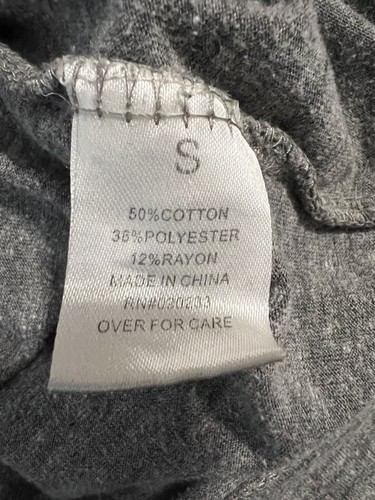 S
50%COTTON
38%POLYESTER
12%RAYON
MADE IN CHINA
OVER FOR CARE